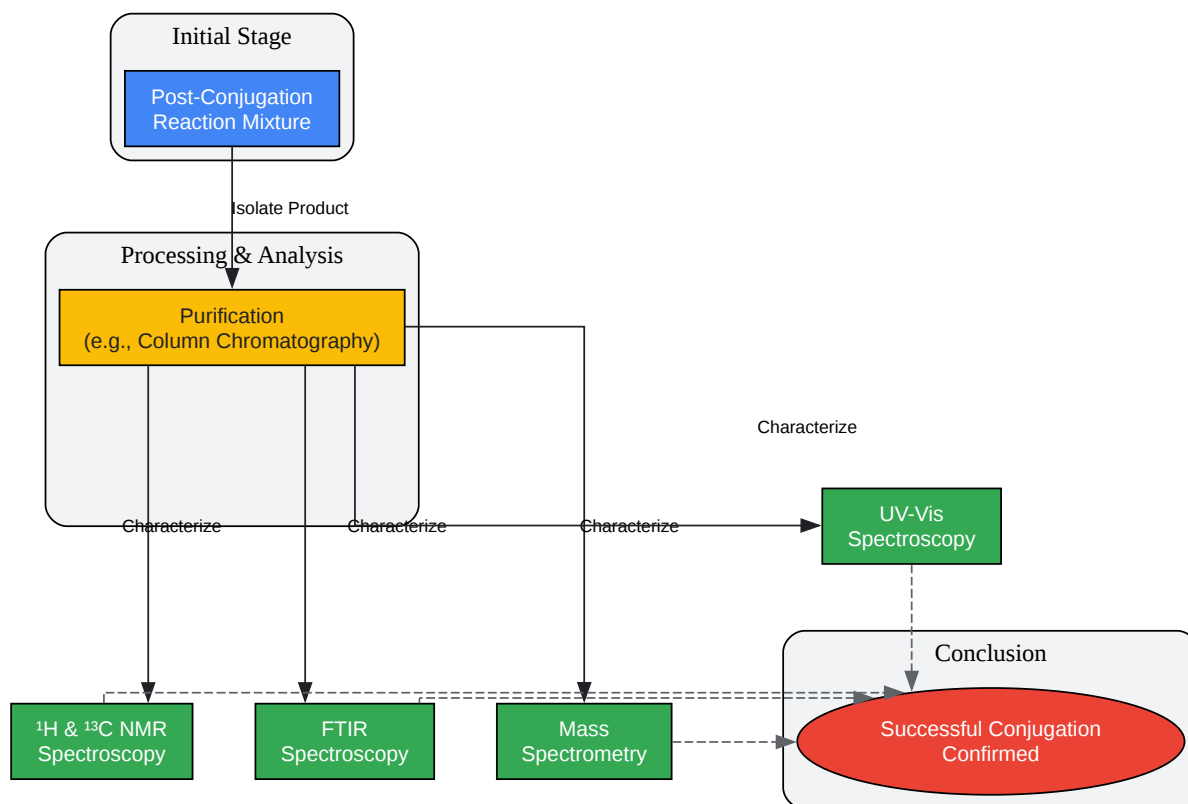 Initial Stage
Post-Conjugation
Reaction Mixture
Isolate Product
Processing & Analysis
Purification
(e.g., Column Chromatography)
Characterize
Characterize
Characterize
Characterize
UV-Vis
Spectroscopy
Conclusion
¹H & ¹³C NMR
Spectroscopy
FTIR
Spectroscopy
Mass
Spectrometry
Successful Conjugation
Confirmed